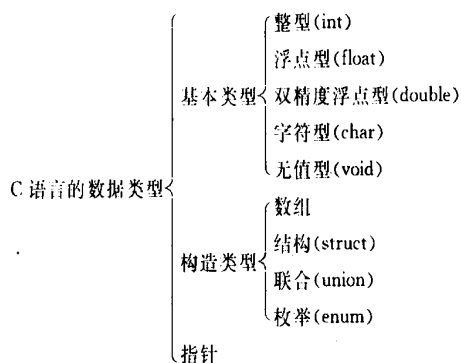 整型(int)
浮点型(float)
基本类型
双精度浮点型(double)
字符型(char)
无值型(void)
C语言的数据类型
数组
结构(struct)
构造类型
联合(union)
枚举(enum)
指针